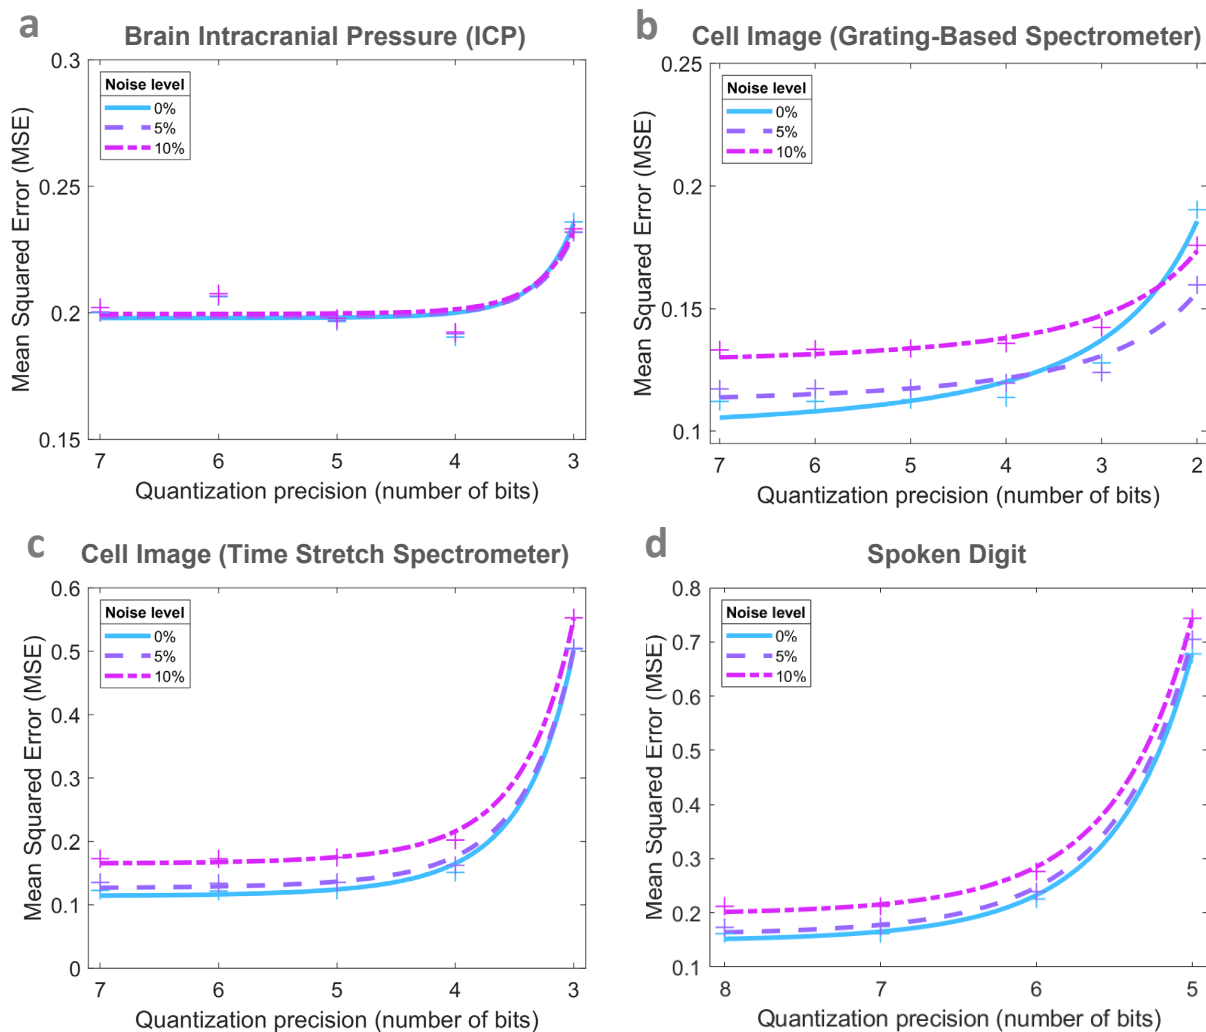 a
Brain Intracranial Pressure (ICP)
Mean Squared Error (MSE)
0.3
0.25
0.2
0.15
Noise level
0%
5%
10%
7 6 5 4 3
Quantization precision (number of bits)
b
Cell Image (Grating-Based Spectrometer)
Mean Squared Error (MSE)
0.25
0.2
0.15
0.1
Noise level
0%
5%
10%
7 6 5 4 3 2
Quantization precision (number of bits)
c
Cell Image (Time Stretch Spectrometer)
Mean Squared Error (MSE)
0.6
0.5
0.4
0.3
0.2
0.1
0
Noise level
0%
5%
10%
7 6 5 4 3
Quantization precision (number of bits)
d
Spoken Digit
Mean Squared Error (MSE)
0.8
0.7
0.6
0.5
0.4
0.3
0.2
0.1
Noise level
0%
5%
10%
8 7 6 5
Quantization precision (number of bits)